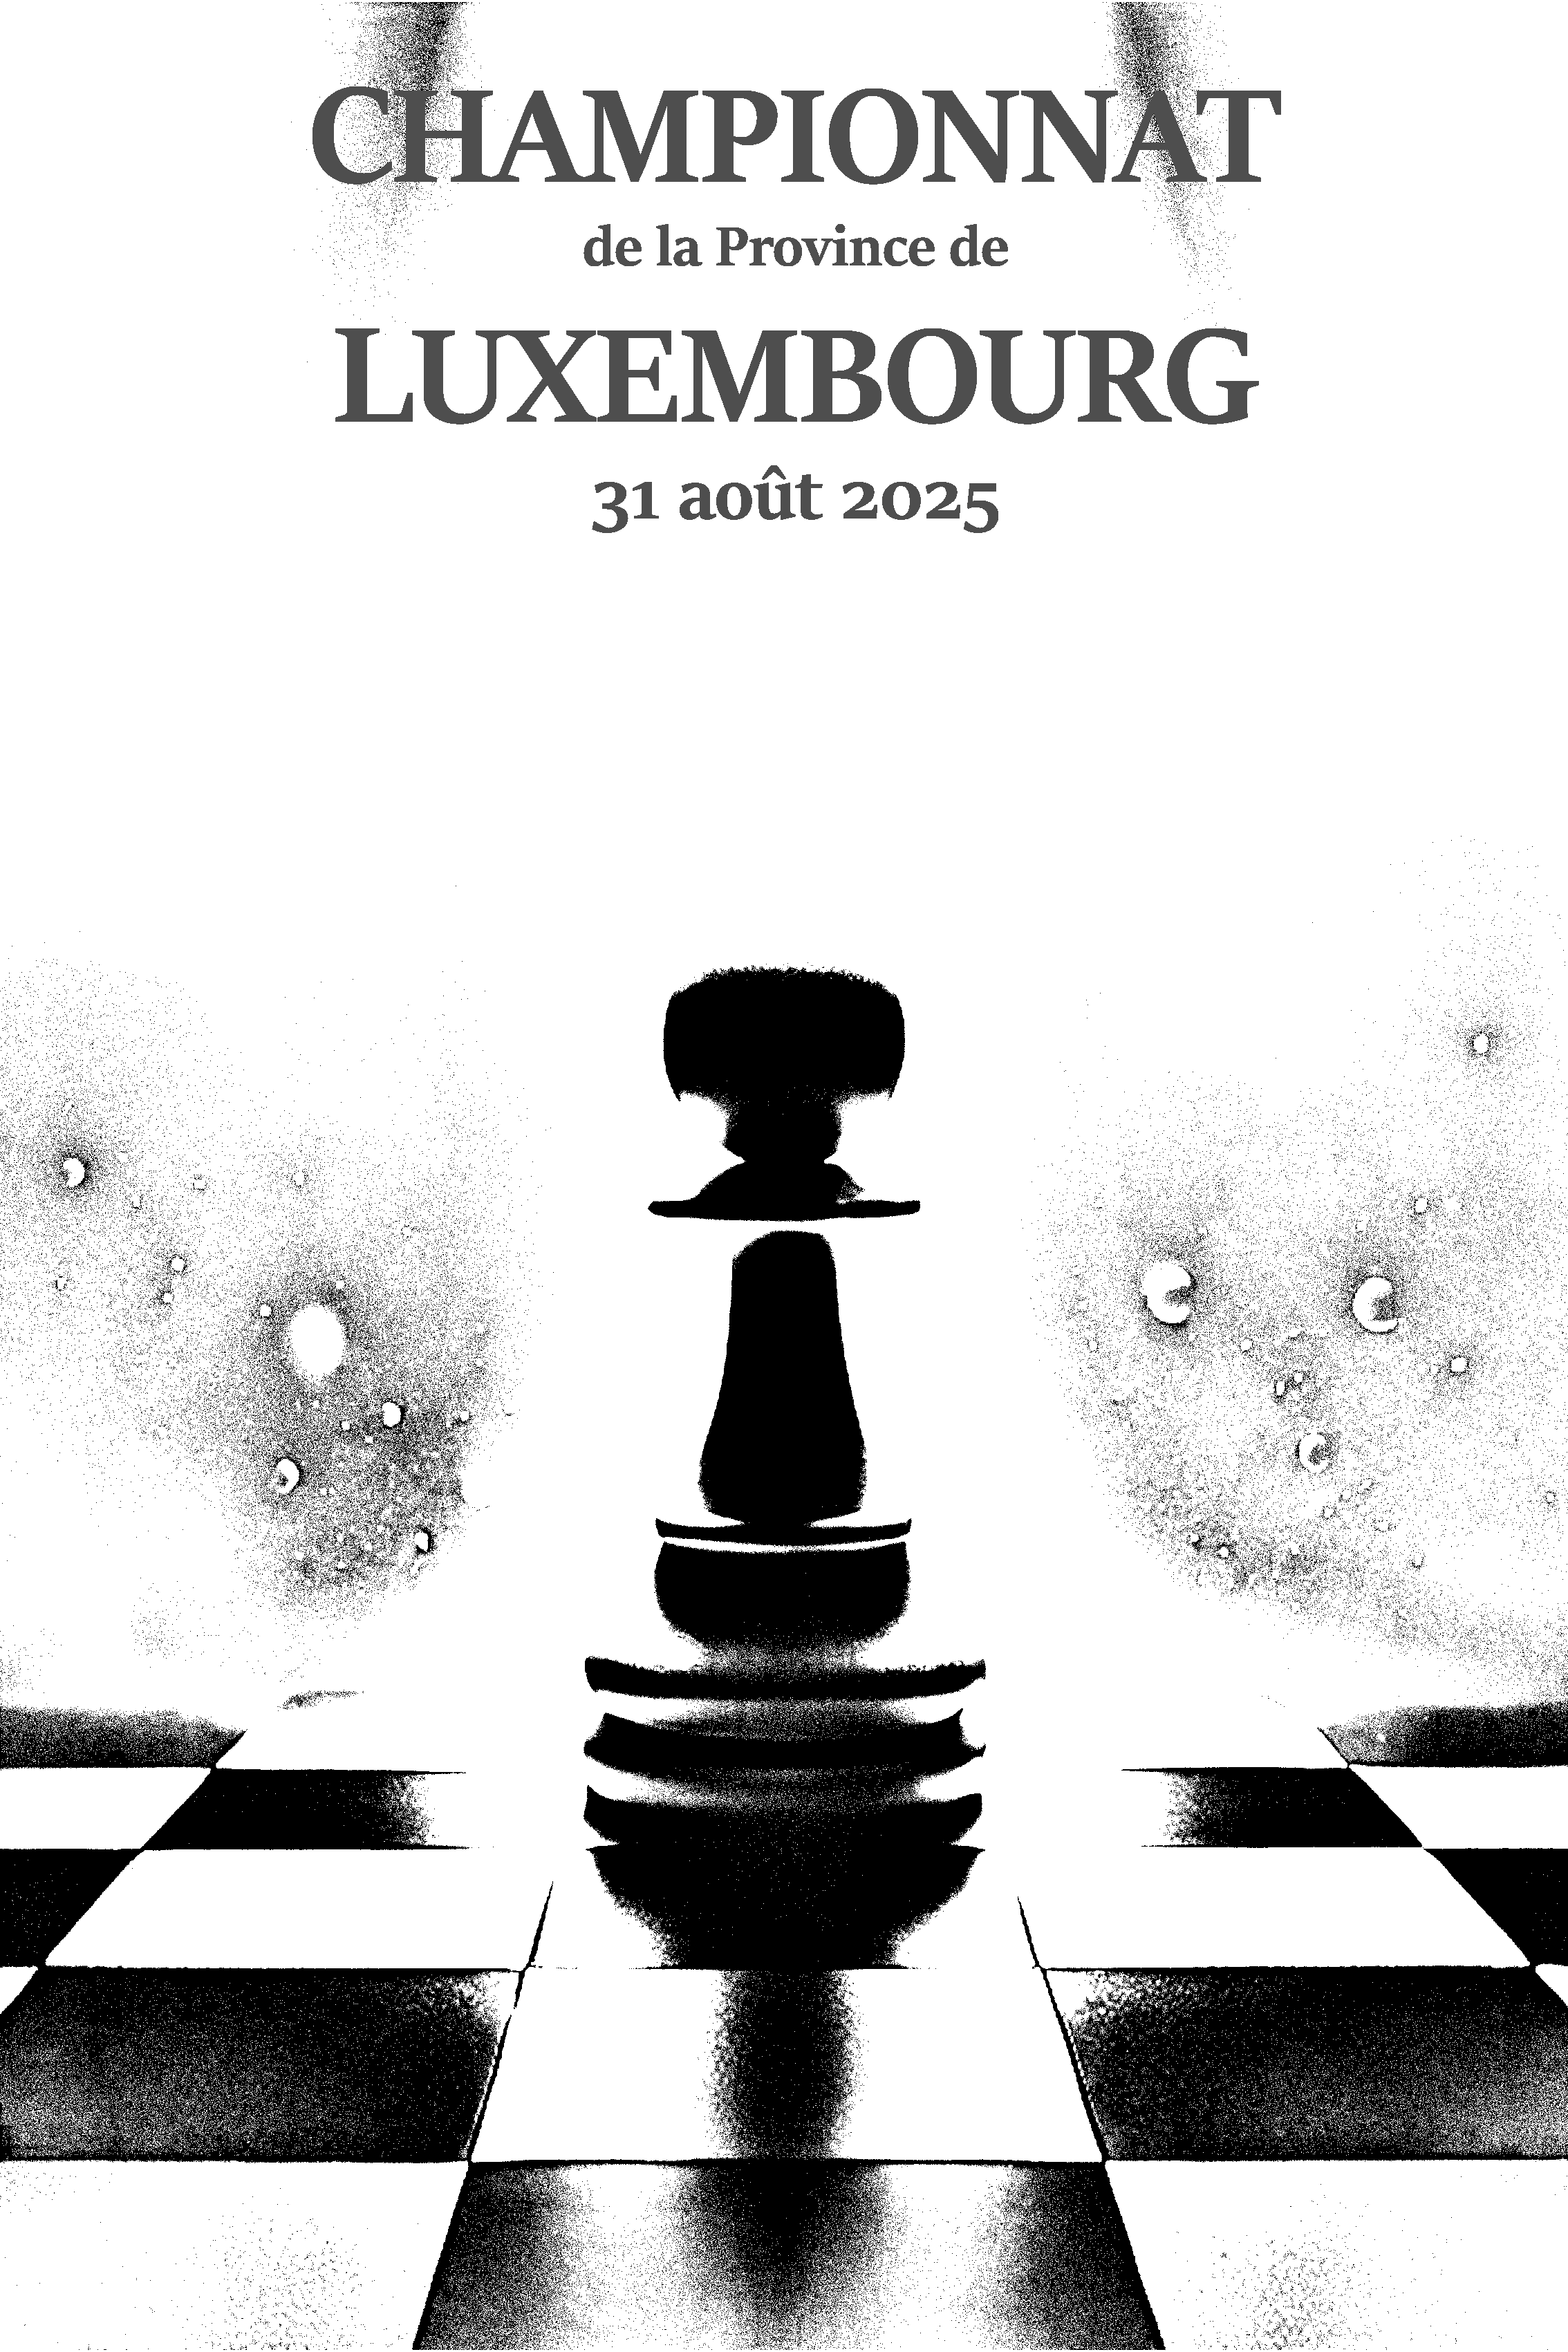 CHAMPIONNAT
de la Province de
LUXEMBOURG
31 août 2025